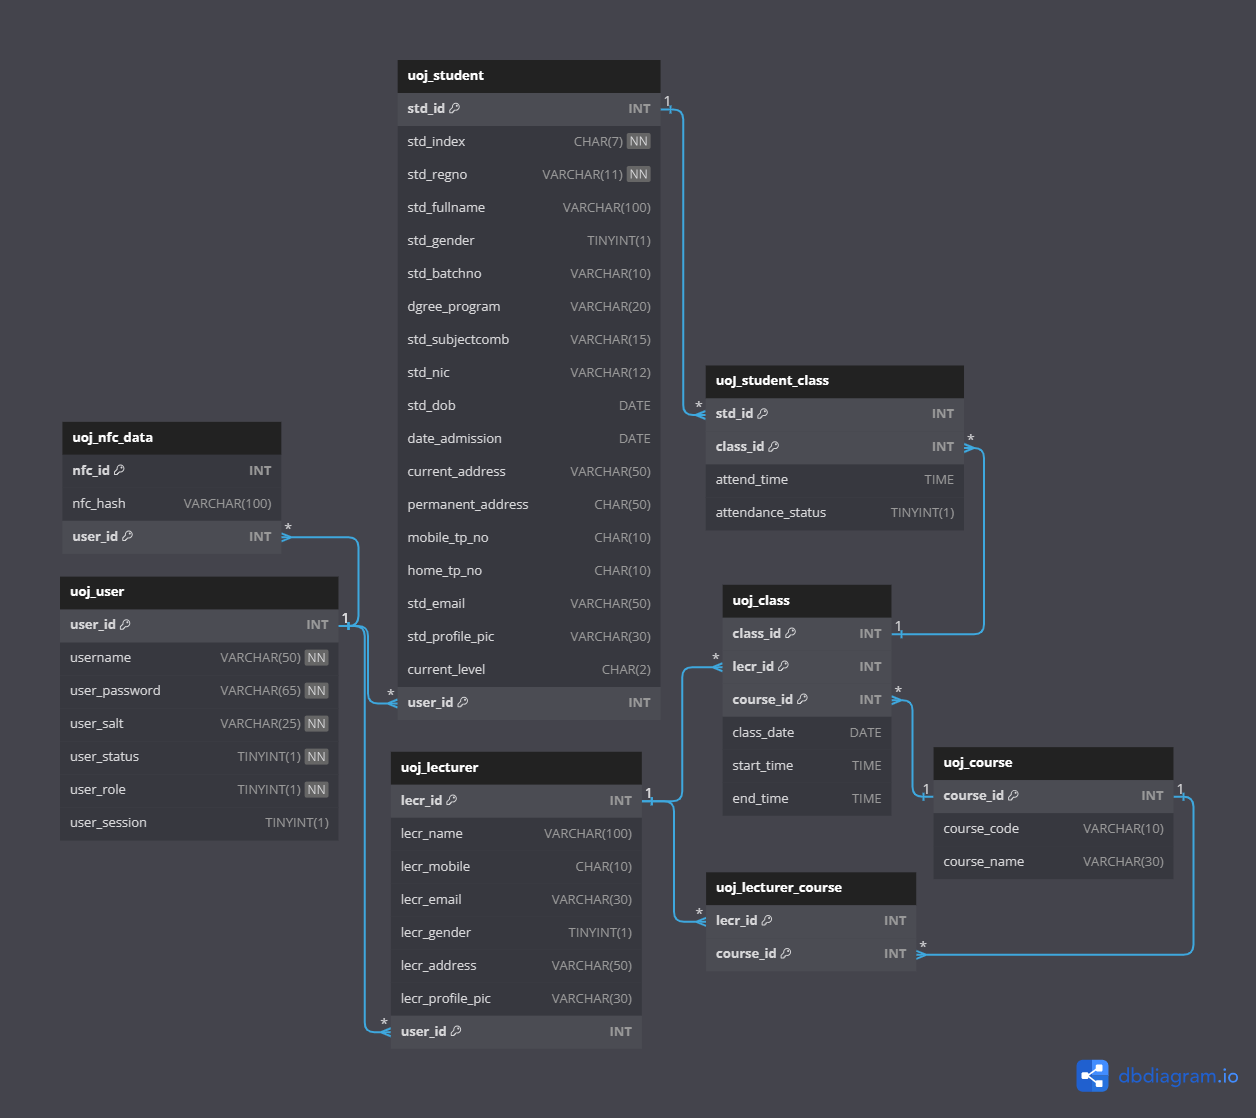 uoj_student
std_id INT
std_index CHAR(7) NN
std_regno VARCHAR(11) NN
std_fullname VARCHAR(100)
std_gender TINYINT(1)
std_batchno VARCHAR(10)
dgree_program VARCHAR(20)
std_subjectcomb VARCHAR(15)
std_nic VARCHAR(12)
std_dob DATE
date_admission DATE
current_address VARCHAR(50)
permanent_address CHAR(50)
mobile_tp_no CHAR(10)
home_tp_no CHAR(10)
std_email VARCHAR(50)
std_profile_pic VARCHAR(30)
current_level CHAR(2)
user_id INT
1
*
uoj_student_class
std_id INT
class_id INT
attend_time TIME
attendance_status TINYINT(1)
*
*
uoj_nfc_data
nfc_id INT
nfc_hash VARCHAR(100)
user_id INT
*
uoj_user
user_id INT
username VARCHAR(50) NN
user_password VARCHAR(65) NN
user_salt VARCHAR(25) NN
user_status TINYINT(1) NN
user_role TINYINT(1) NN
user_session TINYINT(1)
1
uoj_class
class_id INT
lecr_id INT
course_id INT
class_date DATE
start_time TIME
end_time TIME
1
*
*
uoj_lecturer
lecr_id INT
lecr_name VARCHAR(100)
lecr_mobile CHAR(10)
lecr_email VARCHAR(30)
lecr_gender TINYINT(1)
lecr_address VARCHAR(50)
lecr_profile_pic VARCHAR(30)
user_id INT
1
*
uoj_course
course_id INT
course_code VARCHAR(10)
course_name VARCHAR(30)
1
1
uoj_lecturer_course
lecr_id INT
course_id INT
*
*
dbdiagram.io